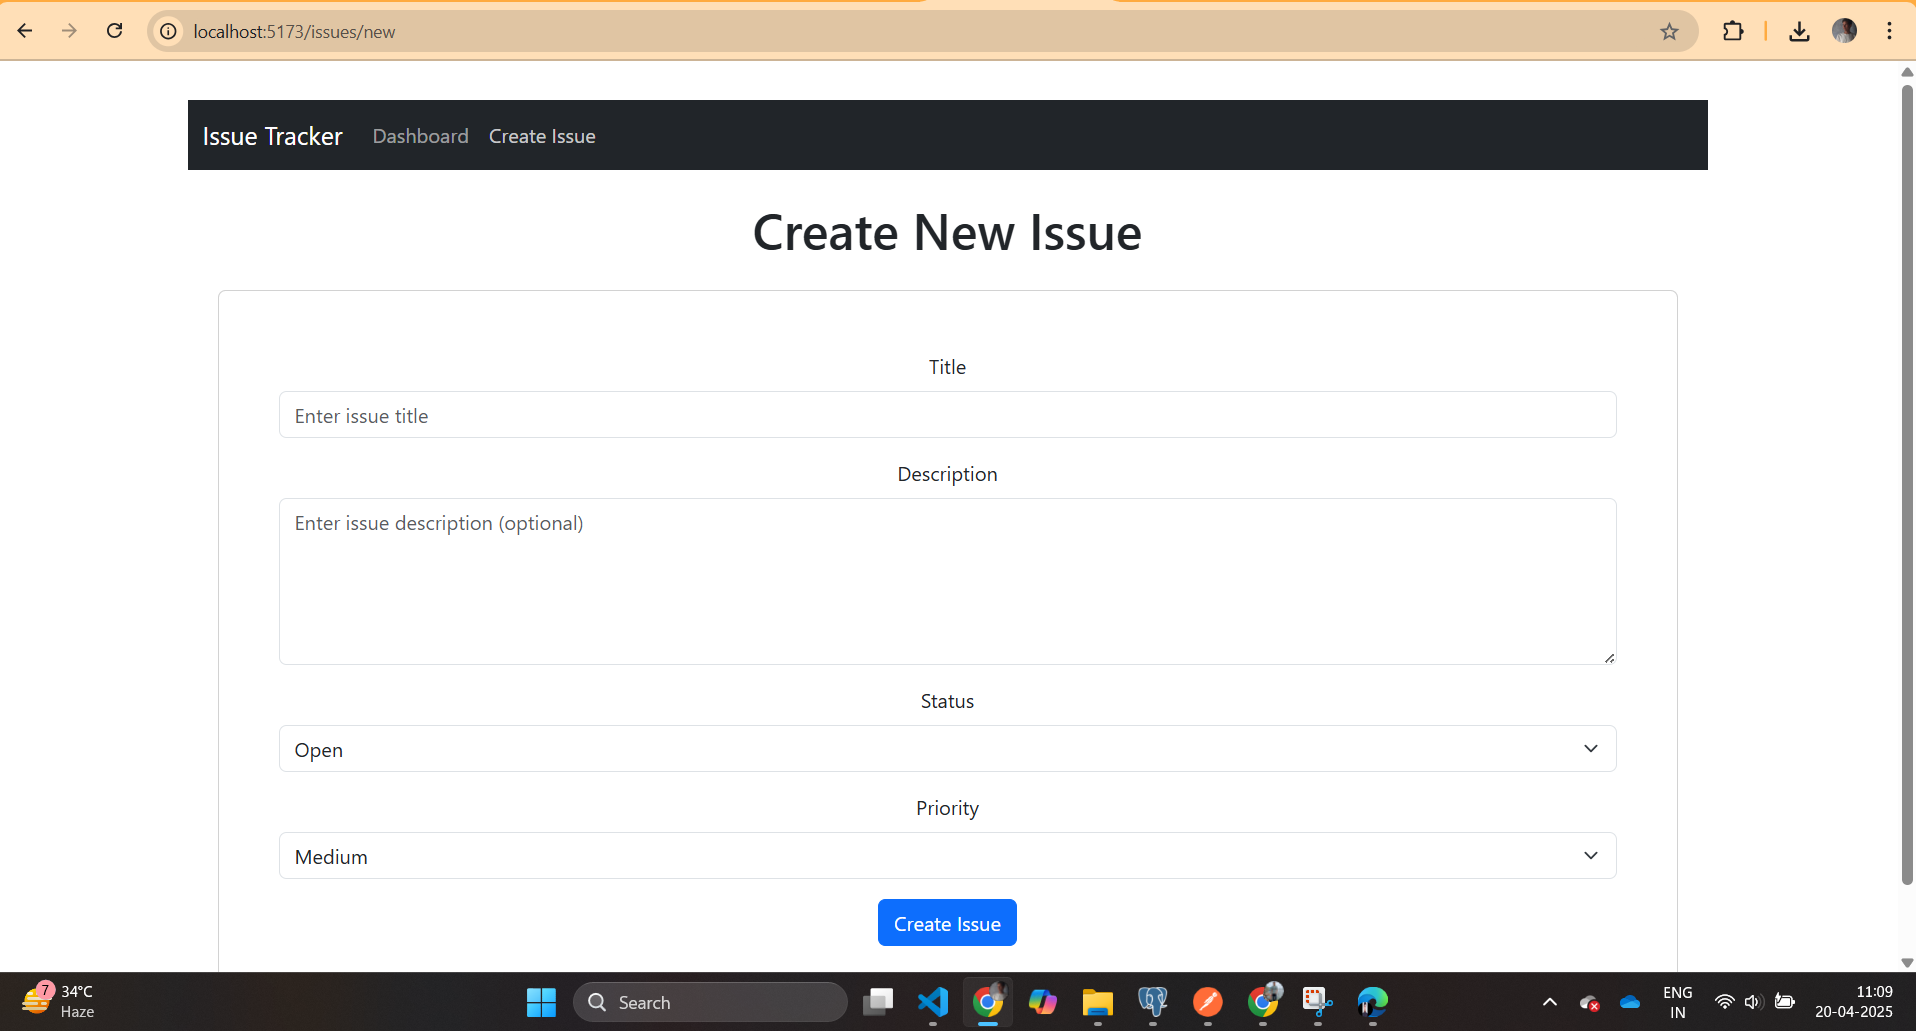 localhost:5173/issues/new
Issue Tracker Dashboard Create Issue
Create New Issue
Title
Enter issue title
Description
Enter issue description (optional)
Status
Open
Priority
Medium
Create Issue
7
34°C
Haze
Search
ENG
IN
11:09
20-04-2025